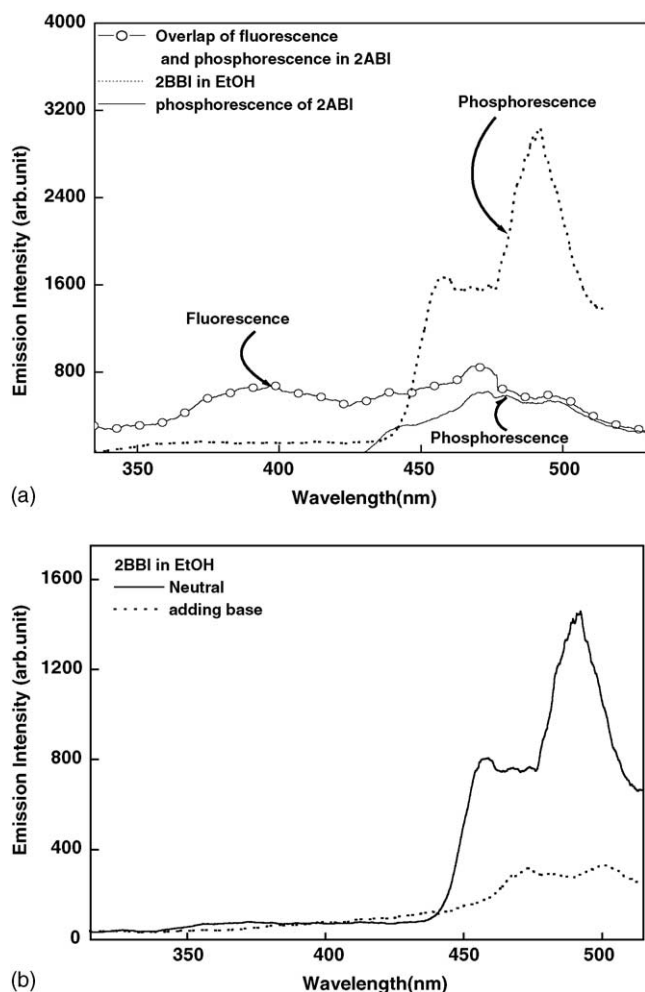 4000
3200
2400
1600
800
Emission Intensity (arb.unit)
Overlap of fluorescence
and phosphorescence in 2ABI
2BBI in EtOH
phosphorescence of 2ABI
Phosphorescence
Fluorescence
Phosphorescence
350 400 450 500
Wavelength(nm)
(a)
1600
1200
800
400
0
Emission Intensity (arb.unit)
2BBI in EtOH
Neutral
adding base
350 400 450 500
Wavelength(nm)
(b)